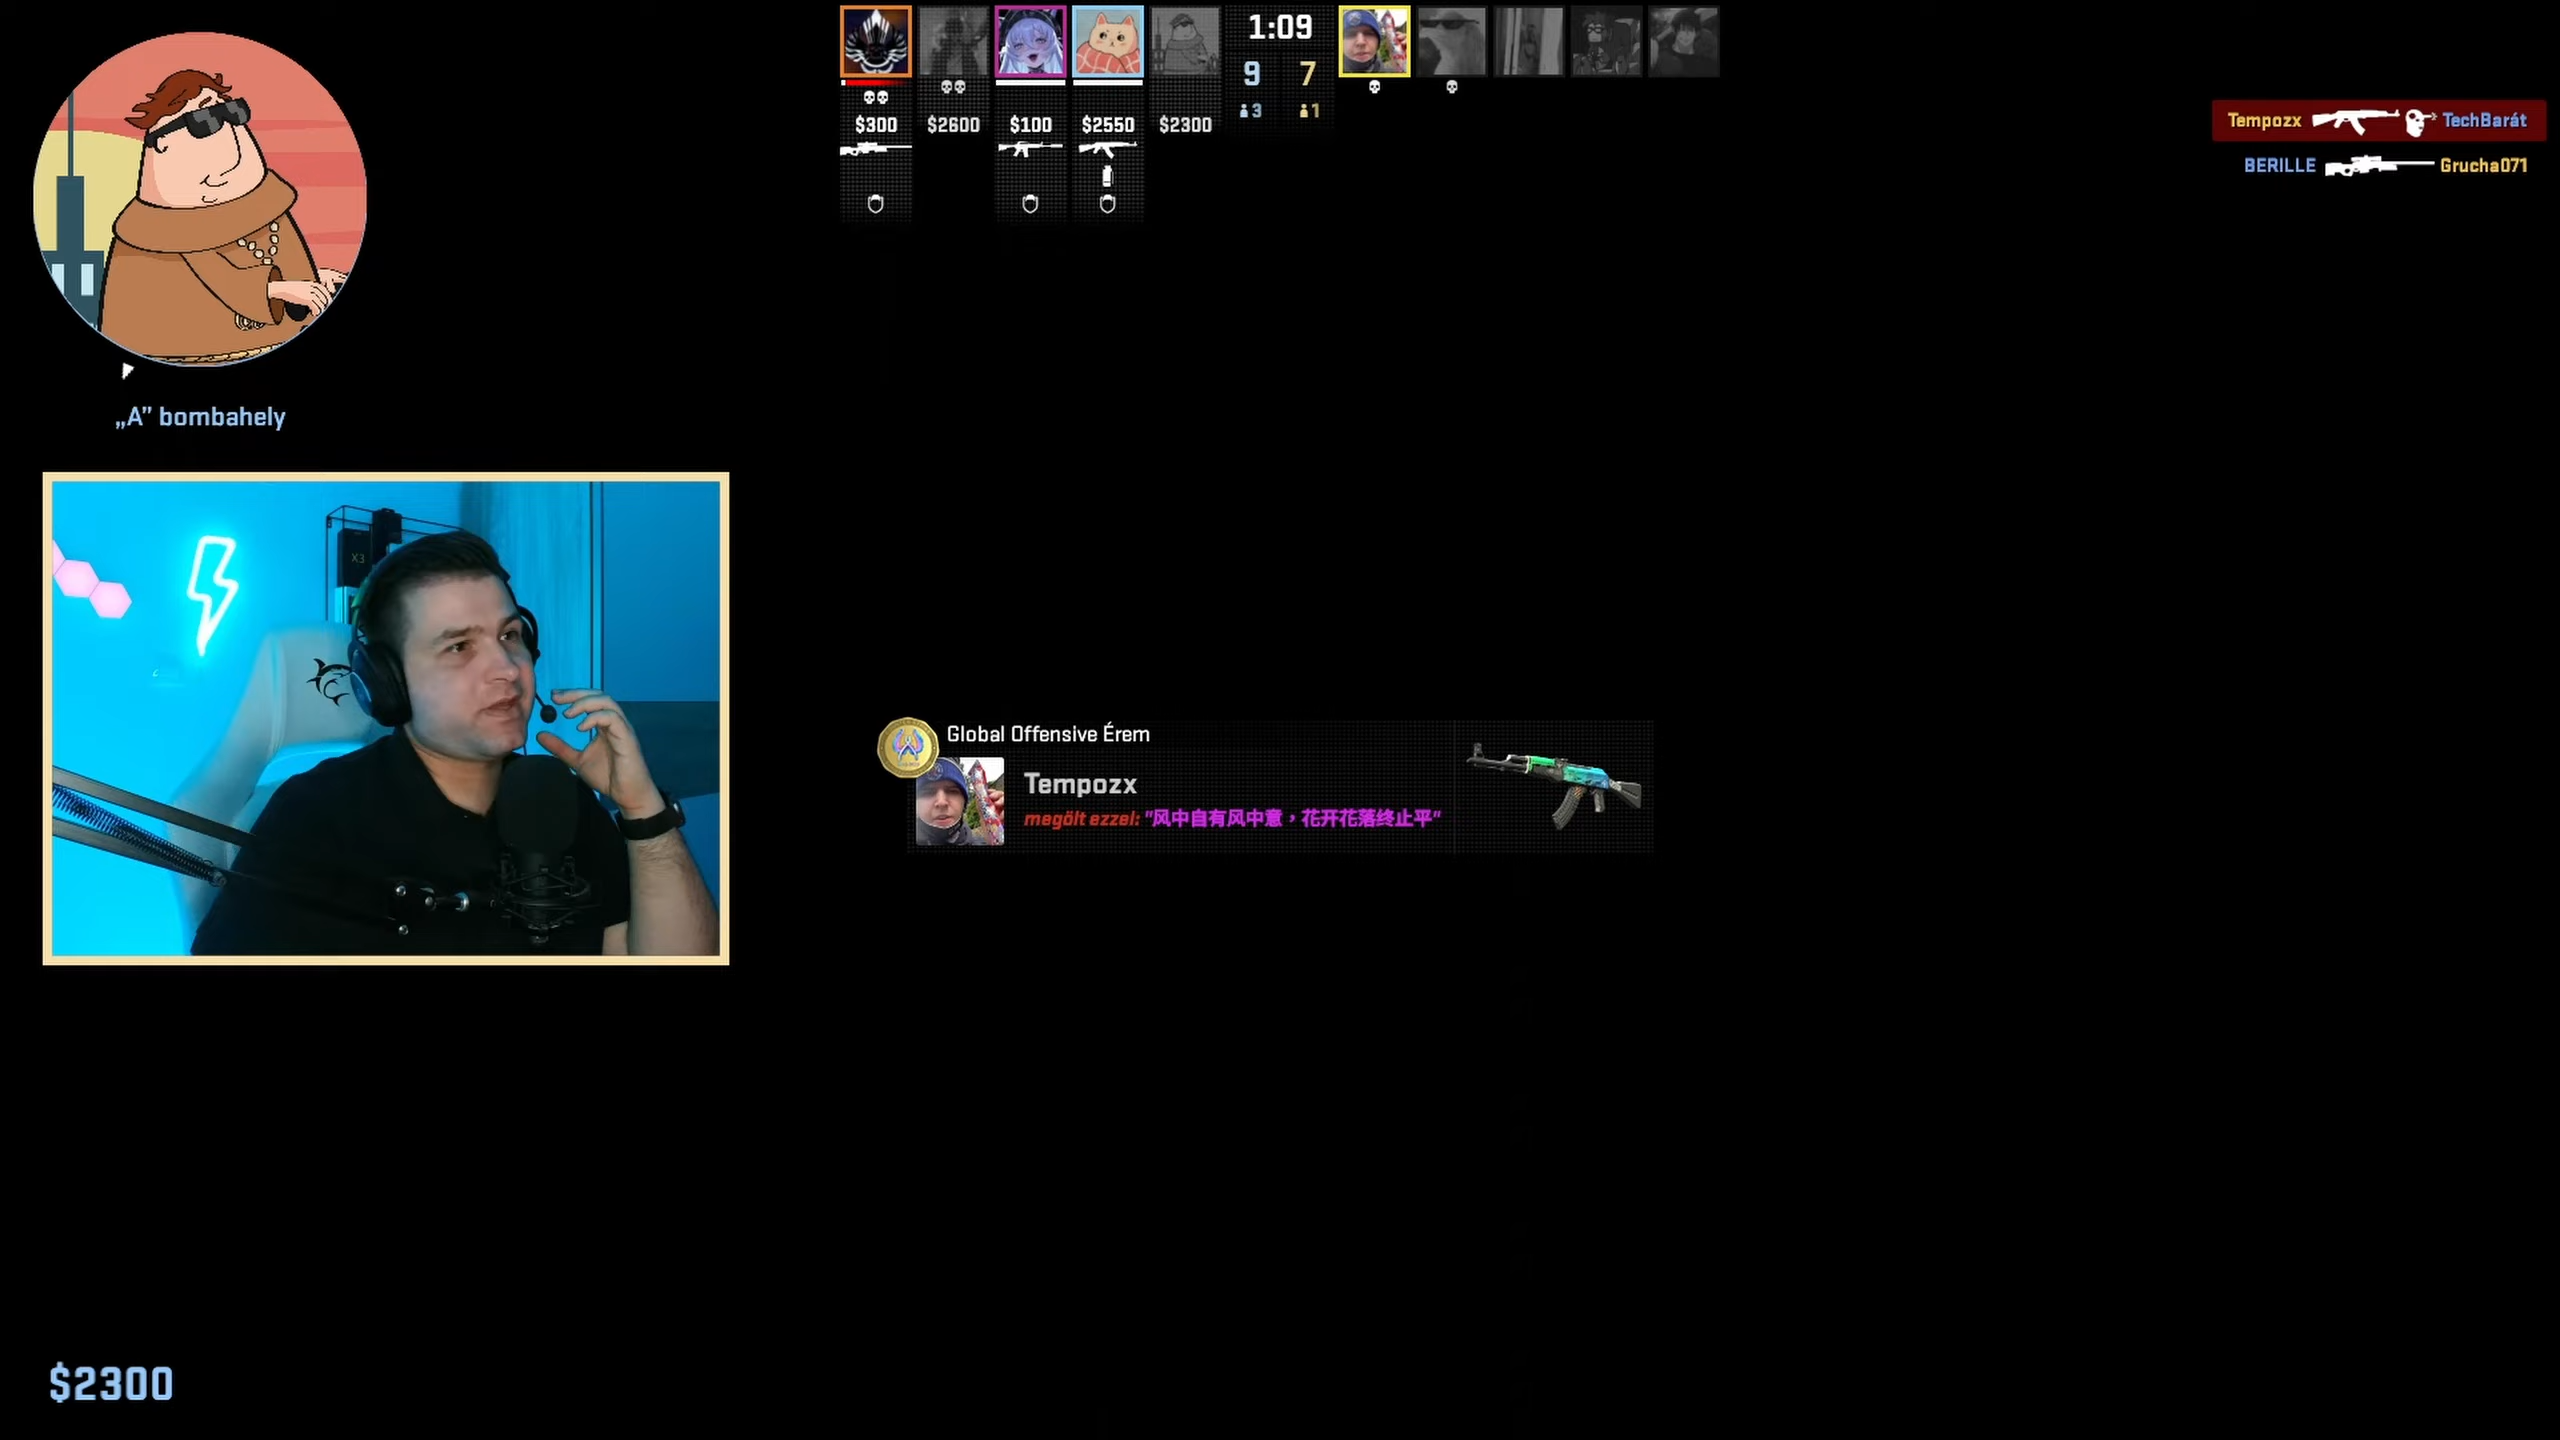 1:09
9 7
3 1
$300 $2600 $100 $2550 $2300
Tempozx TechBarát
BERILLE Grucha071
„A” bombahely
X3
Global Offensive Érem
Tempozx
megölt ezzel: "风中自有风中意，花开花落终止平"
$2300